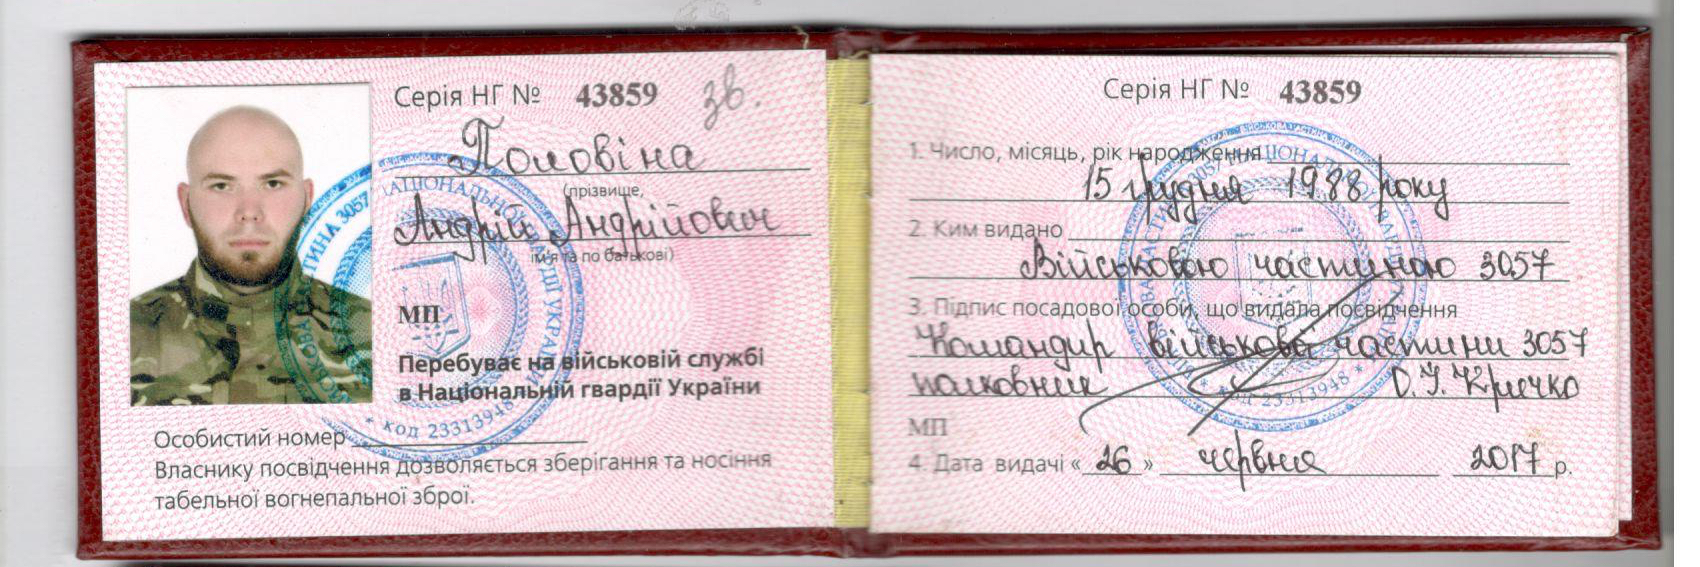 Серія НГ № 43859 зв.
Половіна
(прізвище,
Андрій Андрійович
ім'я та по батькові)
МП
Перебуває на військовій службі
в Національній гвардії України
Особистий номер
Власнику посвідчення дозволяється зберігання та носіння
табельної вогнепальної зброї.
* код 23313948
Серія НГ № 43859
1. Число, місяць, рік народження
15 грудня 1988 року
2. Ким видано
Військовою частиною 3057
3. Підпис посадової особи, що видала посвідчення
Командир військової частини 3057
полковник О.І. Кречко
МП
4. Дата видачі « 26 » червня 2017 р.